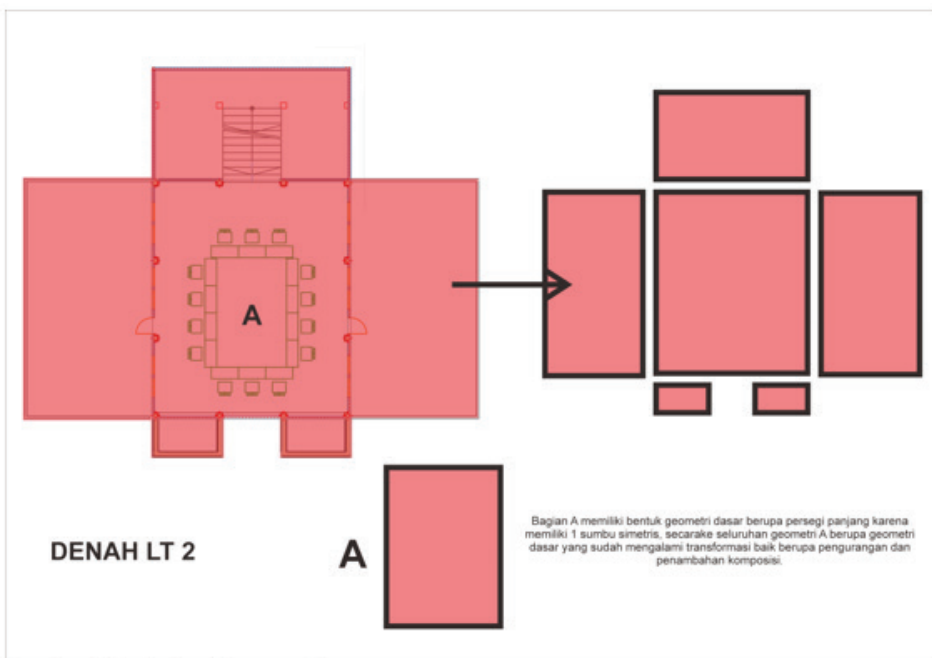 A
DENAH LT 2
A
Bagian A memiliki bentuk geometri dasar berupa persegi panjang karena
memiliki 1 sumbu simetris, secarake seluruhan geometri A berupa geometri
dasar yang sudah mengalami transformasi baik berupa pengurangan dan
penambahan komposisi.